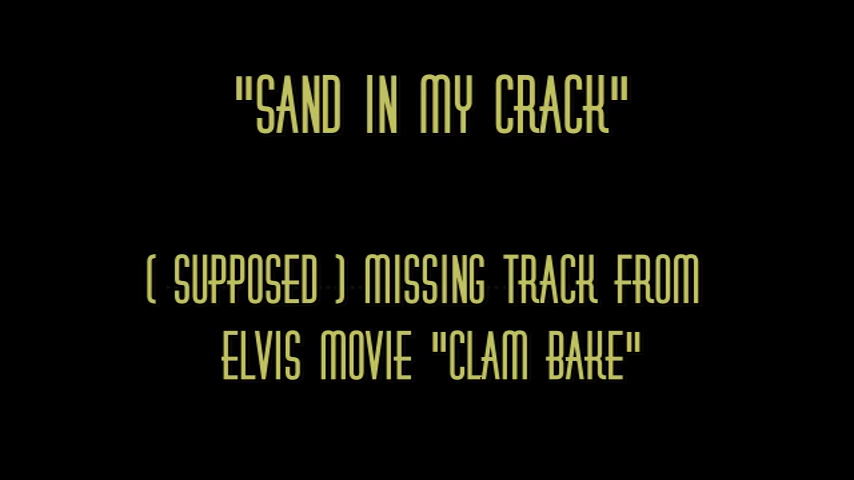 "SAND IN MY CRACK"
( SUPPOSED ) MISSING TRACK FROM
ELVIS MOVIE "CLAM BAKE"